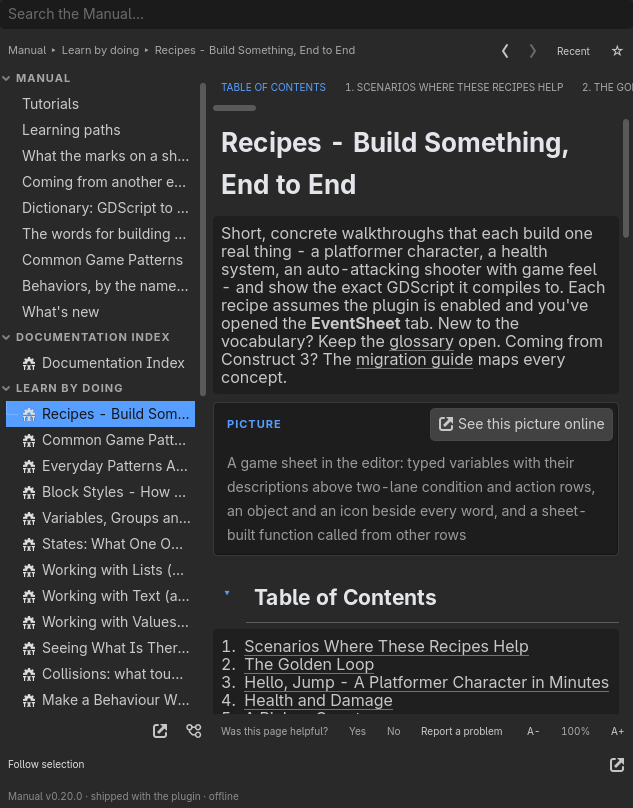 Search the Manual...
Manual ▸ Learn by doing ▸ Recipes - Build Something, End to End
Recent
MANUAL
Tutorials
Learning paths
What the marks on a sh...
Coming from another e...
Dictionary: GDScript to ...
The words for building ...
Common Game Patterns
Behaviors, by the name...
What's new
DOCUMENTATION INDEX
Documentation Index
LEARN BY DOING
Recipes - Build Som...
Common Game Patt...
Everyday Patterns A...
Block Styles - How ...
Variables, Groups an...
States: What One O...
Working with Lists (...
Working with Text (a...
Working with Values...
Seeing What Is Ther...
Collisions: what tou...
Make a Behaviour W...
TABLE OF CONTENTS
1. SCENARIOS WHERE THESE RECIPES HELP
2. THE GO
Recipes - Build Something,
End to End
Short, concrete walkthroughs that each build one
real thing - a platformer character, a health
system, an auto-attacking shooter with game feel
- and show the exact GDScript it compiles to. Each
recipe assumes the plugin is enabled and you've
opened the EventSheet tab. New to the
vocabulary? Keep the glossary open. Coming from
Construct 3? The migration guide maps every
concept.
PICTURE
See this picture online
A game sheet in the editor: typed variables with their
descriptions above two-lane condition and action rows,
an object and an icon beside every word, and a sheet-
built function called from other rows
Table of Contents
1. Scenarios Where These Recipes Help
2. The Golden Loop
3. Hello, Jump - A Platformer Character in Minutes
4. Health and Damage
Was this page helpful?
Yes
No
Report a problem
A-
100%
A+
Follow selection
Manual v0.20.0 · shipped with the plugin · offline